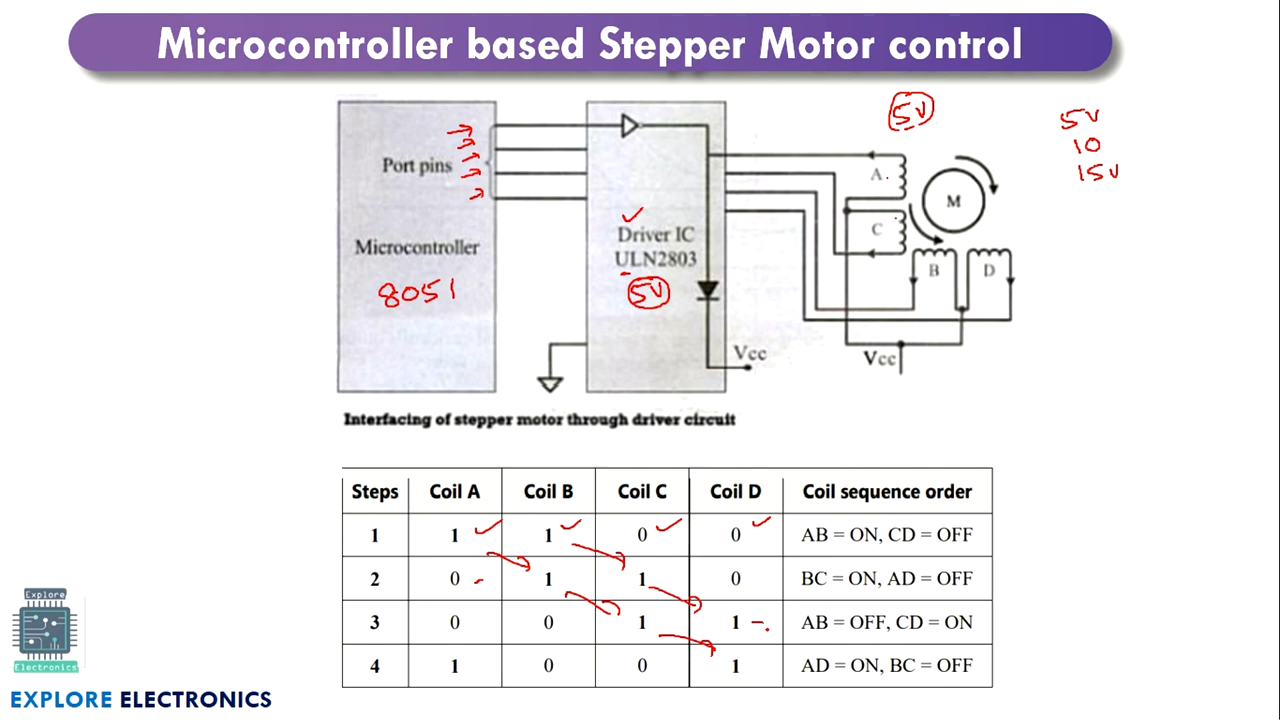 Microcontroller based Stepper Motor control
5V
5V
10
15V
Port pins
A
M
C
Driver IC
ULN2803
Microcontroller
B
D
8051
5V
Vcc
Vcc
Interfacing of stepper motor through driver circuit
Steps Coil A Coil B Coil C Coil D Coil sequence order
1 1 1 0 0 AB = ON, CD = OFF
2 0 1 1 0 BC = ON, AD = OFF
3 0 0 1 1 AB = OFF, CD = ON
4 1 0 0 1 AD = ON, BC = OFF
Explore
Electronics
EXPLORE ELECTRONICS